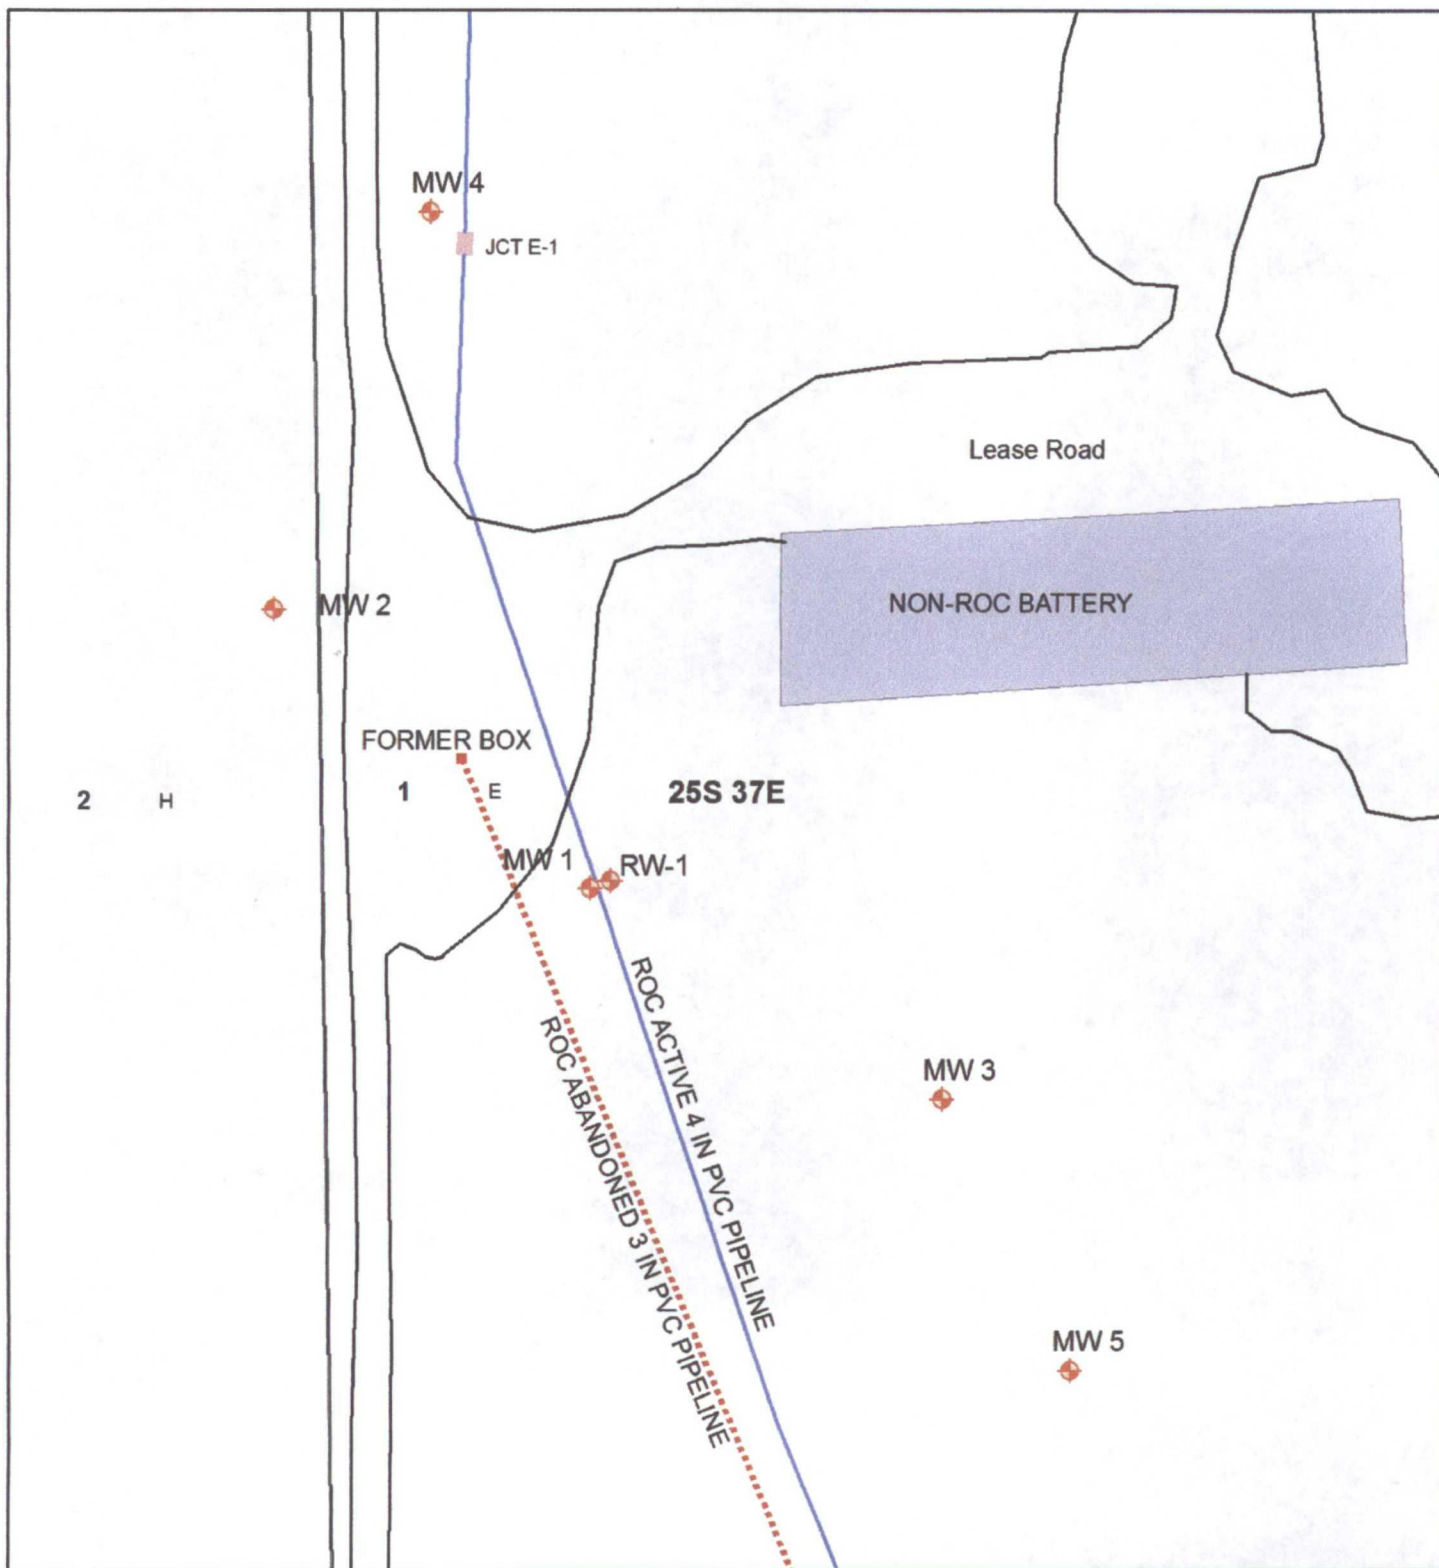 MW 4
JCT E-1
Lease Road
MW 2
NON-ROC BATTERY
FORMER BOX
2 H
1 E
25S 37E
MW 1
RW-1
ROC ACTIVE 4 IN PVC PIPELINE
ROC ABANDONED 3 IN PVC PIPELINE
MW 3
MW 5